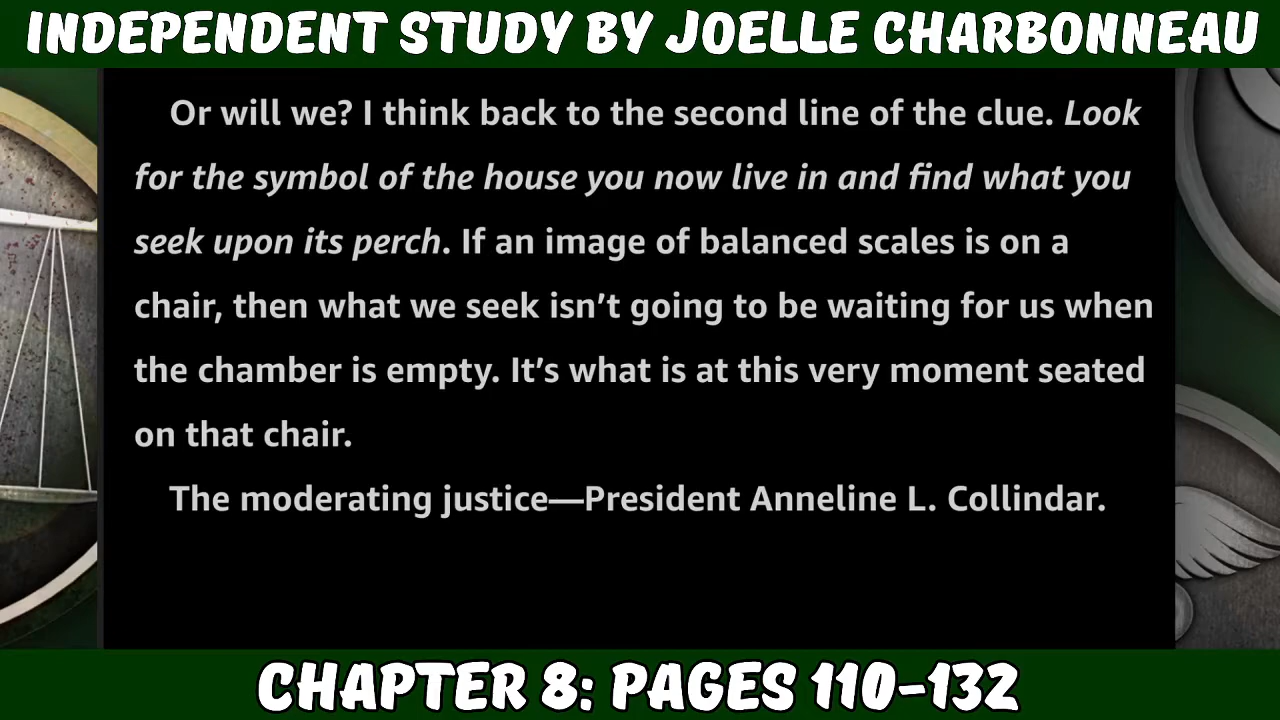 INDEPENDENT STUDY BY JOELLE CHARBONNEAU
Or will we? I think back to the second line of the clue. Look
for the symbol of the house you now live in and find what you
seek upon its perch. If an image of balanced scales is on a
chair, then what we seek isn’t going to be waiting for us when
the chamber is empty. It’s what is at this very moment seated
on that chair.
The moderating justice—President Anneline L. Collindar.
CHAPTER 8: PAGES 110-132